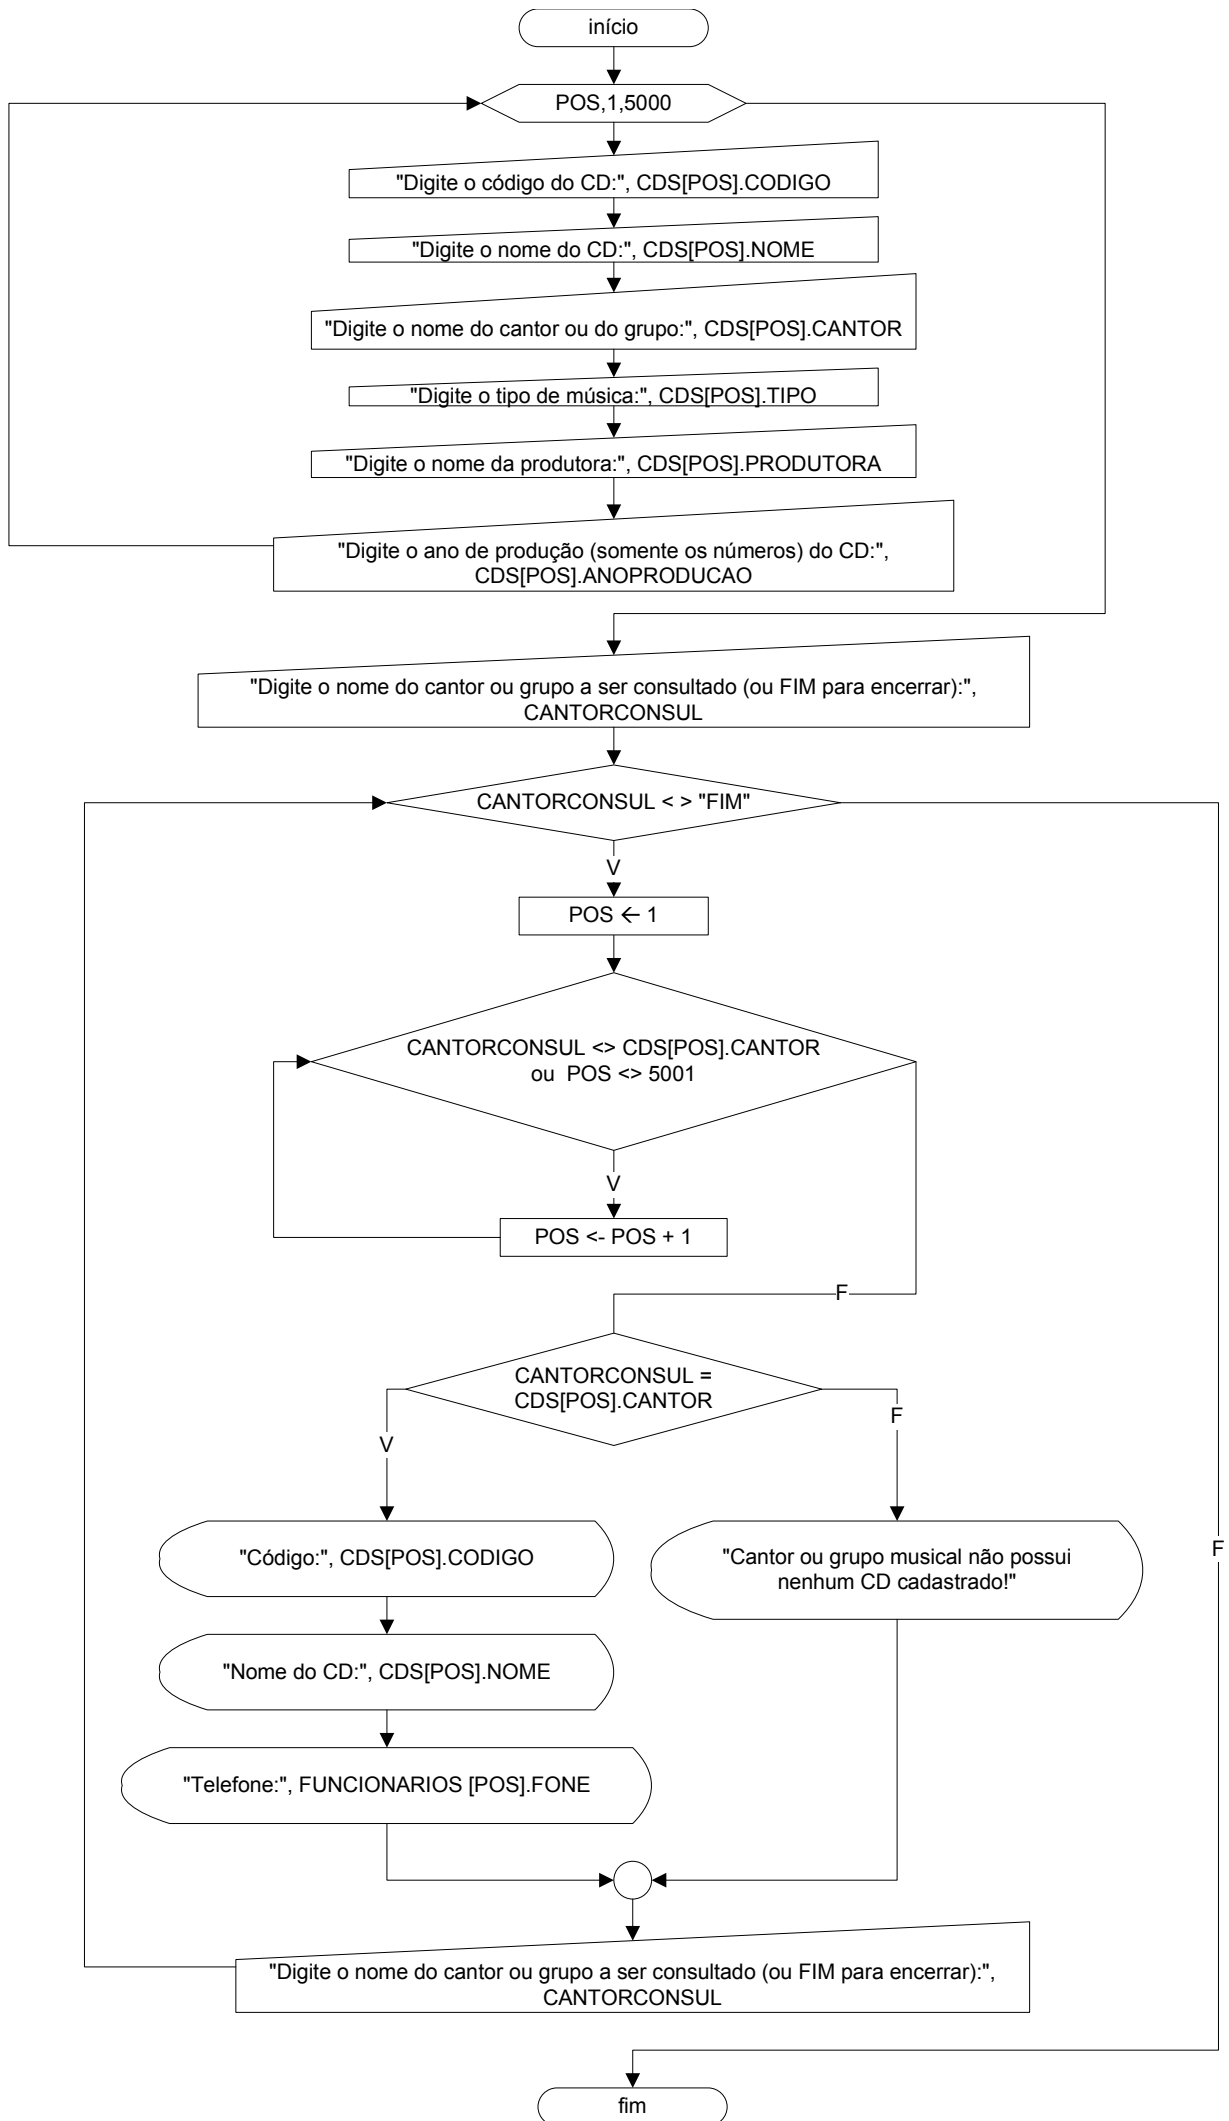 início
POS,1,5000
"Digite o código do CD:", CDS[POS].CODIGO
"Digite o nome do CD:", CDS[POS].NOME
"Digite o nome do cantor ou do grupo:", CDS[POS].CANTOR
"Digite o tipo de música:", CDS[POS].TIPO
"Digite o nome da produtora:", CDS[POS].PRODUTORA
"Digite o ano de produção (somente os números) do CD:",
CDS[POS].ANOPRODUCAO
"Digite o nome do cantor ou grupo a ser consultado (ou FIM para encerrar):",
CANTORCONSUL
CANTORCONSUL < > "FIM"
V
POS ← 1
CANTORCONSUL <> CDS[POS].CANTOR
ou POS <> 5001
V
POS <- POS + 1
F
CANTORCONSUL =
CDS[POS].CANTOR
V
F
"Código:", CDS[POS].CODIGO
"Cantor ou grupo musical não possui
nenhum CD cadastrado!"
F
"Nome do CD:", CDS[POS].NOME
"Telefone:", FUNCIONARIOS [POS].FONE
"Digite o nome do cantor ou grupo a ser consultado (ou FIM para encerrar):",
CANTORCONSUL
fim